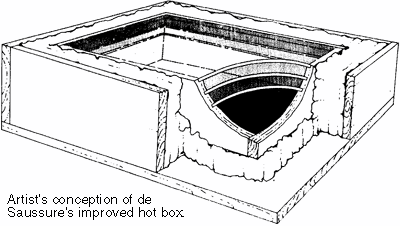 Artist's conception of de
Saussure's improved hot box.